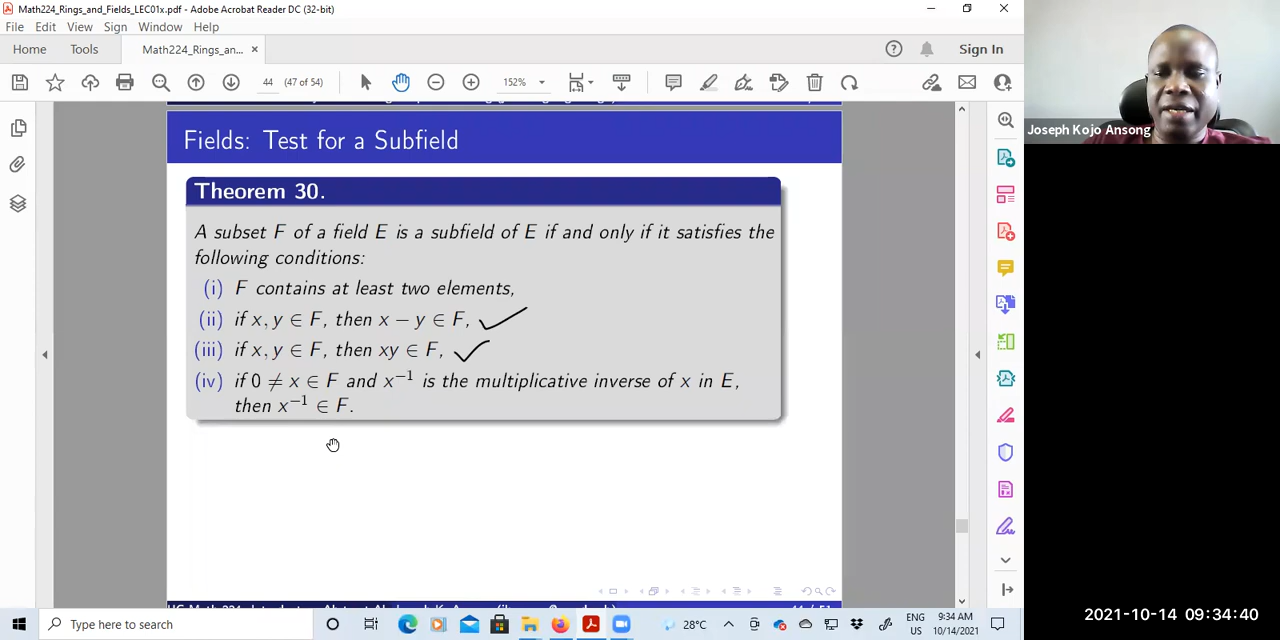 Math224_Rings_and_Fields_LEC01x.pdf - Adobe Acrobat Reader DC (32-bit)
File Edit View Sign Window Help
Home Tools Math224_Rings_an... × Sign In
44 (47 of 54) 152%
Fields: Test for a Subfield
Theorem 30.
A subset F of a field E is a subfield of E if and only if it satisfies the
following conditions:
(i) F contains at least two elements,
(ii) if x, y ∈ F, then x − y ∈ F,
(iii) if x, y ∈ F, then xy ∈ F,
(iv) if 0 ≠ x ∈ F and x⁻¹ is the multiplicative inverse of x in E,
then x⁻¹ ∈ F.
Joseph Kojo Ansong
Type here to search
28°C
ENG
US
9:34 AM
10/14/2021
2021-10-14 09:34:40